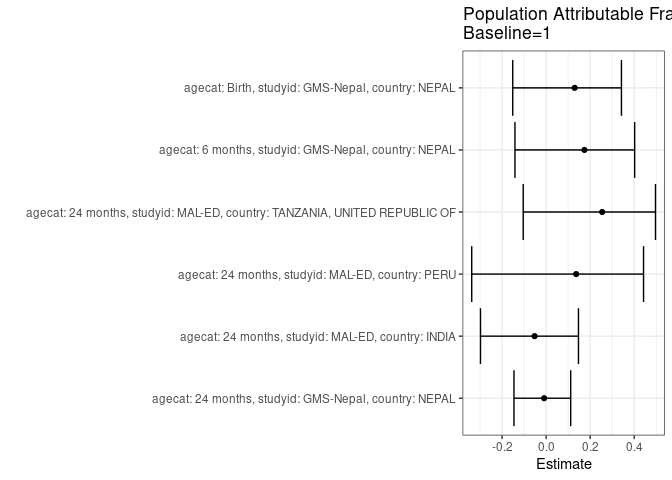 Population Attributable Fra
Baseline=1
agecat: Birth, studyid: GMS-Nepal, country: NEPAL
agecat: 6 months, studyid: GMS-Nepal, country: NEPAL
agecat: 24 months, studyid: MAL-ED, country: TANZANIA, UNITED REPUBLIC OF
agecat: 24 months, studyid: MAL-ED, country: PERU
agecat: 24 months, studyid: MAL-ED, country: INDIA
agecat: 24 months, studyid: GMS-Nepal, country: NEPAL
-0.2 0.0 0.2 0.4
Estimate